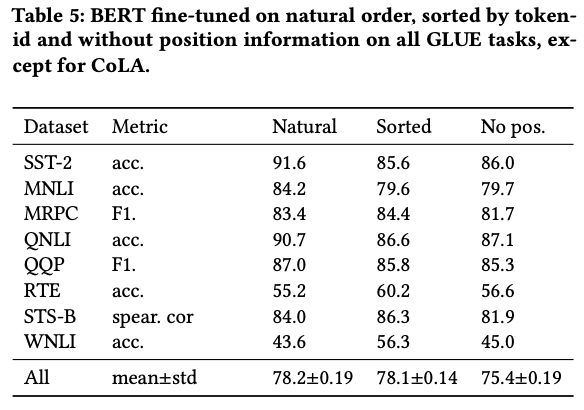 Table 5: BERT fine-tuned on natural order, sorted by token-
id and without position information on all GLUE tasks, ex-
cept for CoLA.
Dataset Metric Natural Sorted No pos.
SST-2 acc. 91.6 85.6 86.0
MNLI acc. 84.2 79.6 79.7
MRPC F1. 83.4 84.4 81.7
QNLI acc. 90.7 86.6 87.1
QQP F1. 87.0 85.8 85.3
RTE acc. 55.2 60.2 56.6
STS-B spear. cor 84.0 86.3 81.9
WNLI acc. 43.6 56.3 45.0
All mean±std 78.2±0.19 78.1±0.14 75.4±0.19